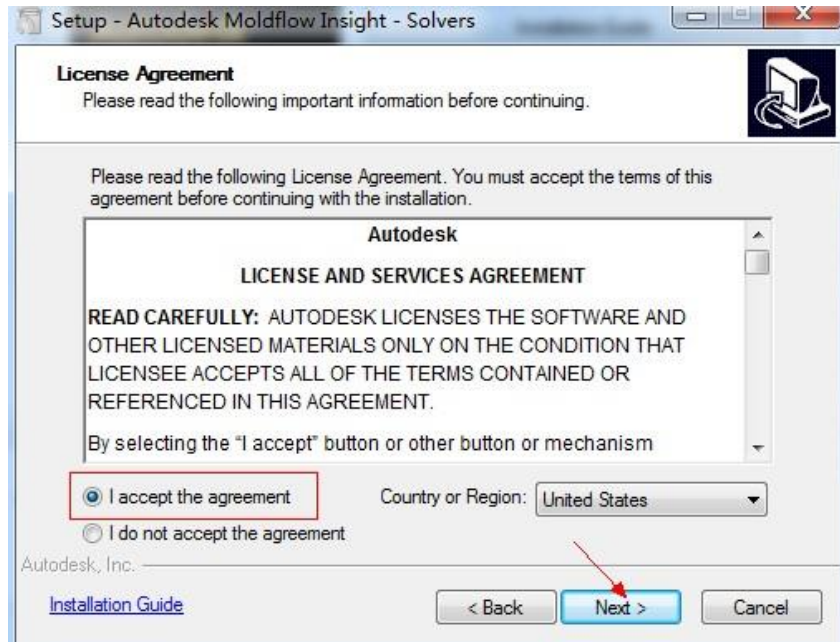 Setup - Autodesk Moldflow Insight - Solvers
License Agreement
Please read the following important information before continuing.
Please read the following License Agreement. You must accept the terms of this
agreement before continuing with the installation.
Autodesk
LICENSE AND SERVICES AGREEMENT
READ CAREFULLY: AUTODESK LICENSES THE SOFTWARE AND
OTHER LICENSED MATERIALS ONLY ON THE CONDITION THAT
LICENSEE ACCEPTS ALL OF THE TERMS CONTAINED OR
REFERENCED IN THIS AGREEMENT.
By selecting the “I accept” button or other button or mechanism
I accept the agreement Country or Region: United States
I do not accept the agreement
Autodesk, Inc.
Installation Guide < Back Next > Cancel